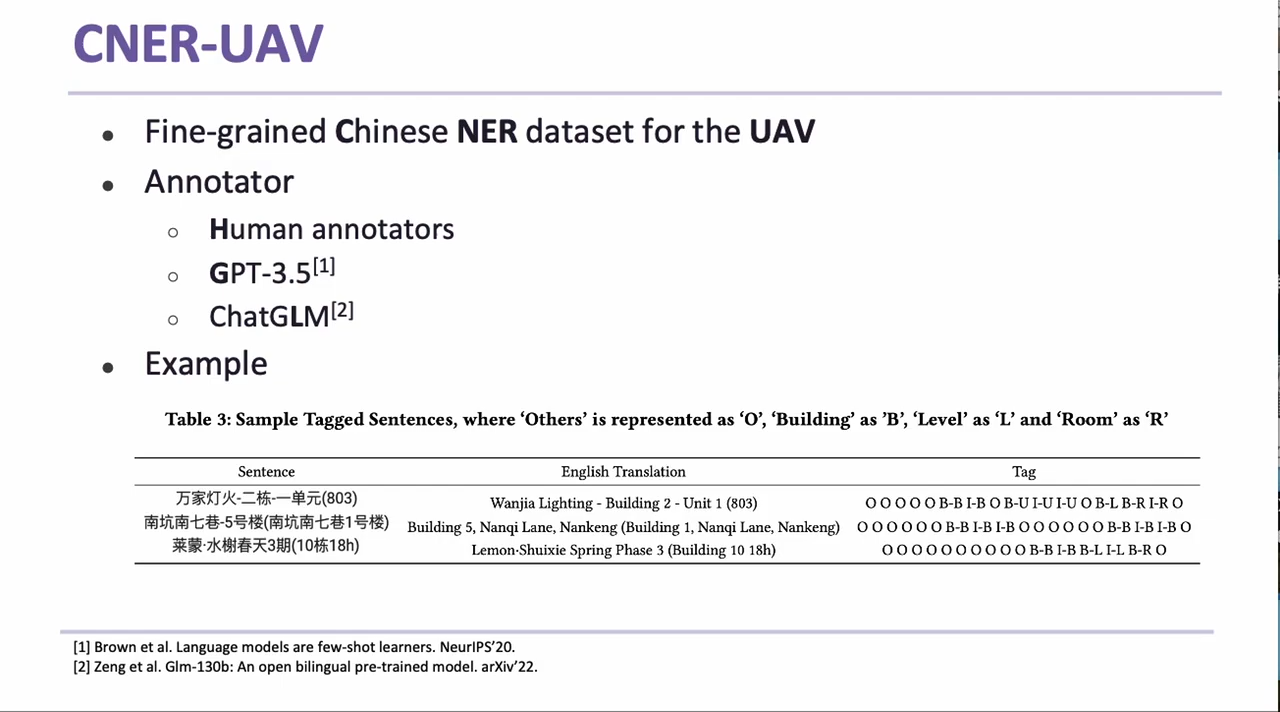 CNER-UAV
Fine-grained Chinese NER dataset for the UAV
Annotator
Human annotators
GPT-3.5[1]
ChatGLM[2]
Example
Table 3: Sample Tagged Sentences, where ‘Others’ is represented as ‘O’, ‘Building’ as ’B’, ‘Level’ as ‘L’ and ‘Room’ as ‘R’
Sentence English Translation Tag
万家灯火-二栋-一单元(803) Wanjia Lighting - Building 2 - Unit 1 (803) O O O O O B-B I-B O B-U I-U I-U O B-L B-R I-R O
南坑南七巷-5号楼(南坑南七巷1号楼) Building 5, Nanqi Lane, Nankeng (Building 1, Nanqi Lane, Nankeng) O O O O O O B-B I-B I-B O O O O O O B-B I-B I-B O
莱蒙·水榭春天3期(10栋18h) Lemon·Shuixie Spring Phase 3 (Building 10 18h) O O O O O O O O O O B-B I-B B-L I-L B-R O
[1] Brown et al. Language models are few-shot learners. NeurIPS’20.
[2] Zeng et al. Glm-130b: An open bilingual pre-trained model. arXiv’22.